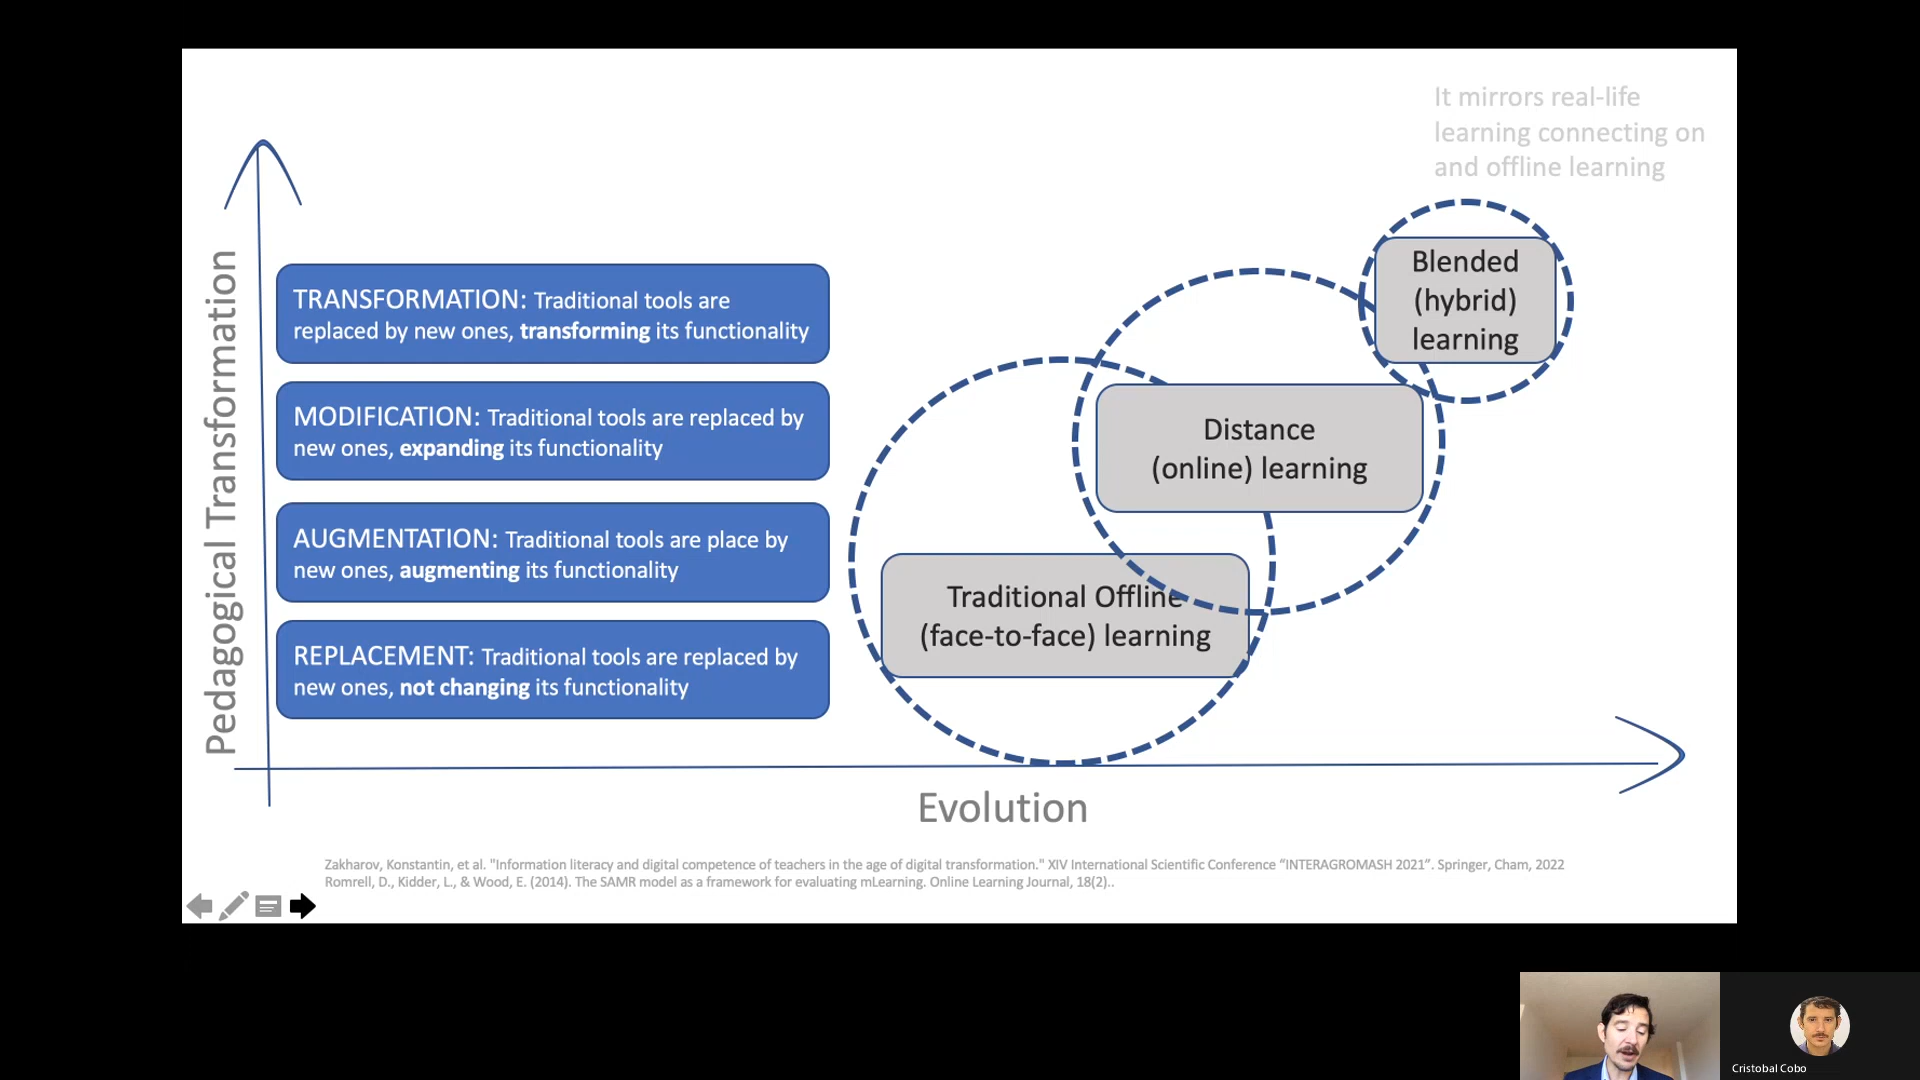 It mirrors real-life
learning connecting on
and offline learning
Pedagogical Transformation
TRANSFORMATION: Traditional tools are
replaced by new ones, transforming its functionality
MODIFICATION: Traditional tools are replaced by
new ones, expanding its functionality
AUGMENTATION: Traditional tools are place by
new ones, augmenting its functionality
REPLACEMENT: Traditional tools are replaced by
new ones, not changing its functionality
Blended
(hybrid)
learning
Distance
(online) learning
Traditional Offline
(face-to-face) learning
Evolution
Zakharov, Konstantin, et al. "Information literacy and digital competence of teachers in the age of digital transformation." XIV International Scientific Conference “INTERAGROMASH 2021”. Springer, Cham, 2022
Romrell, D., Kidder, L., & Wood, E. (2014). The SAMR model as a framework for evaluating mLearning. Online Learning Journal, 18(2)..
Cristobal Cobo